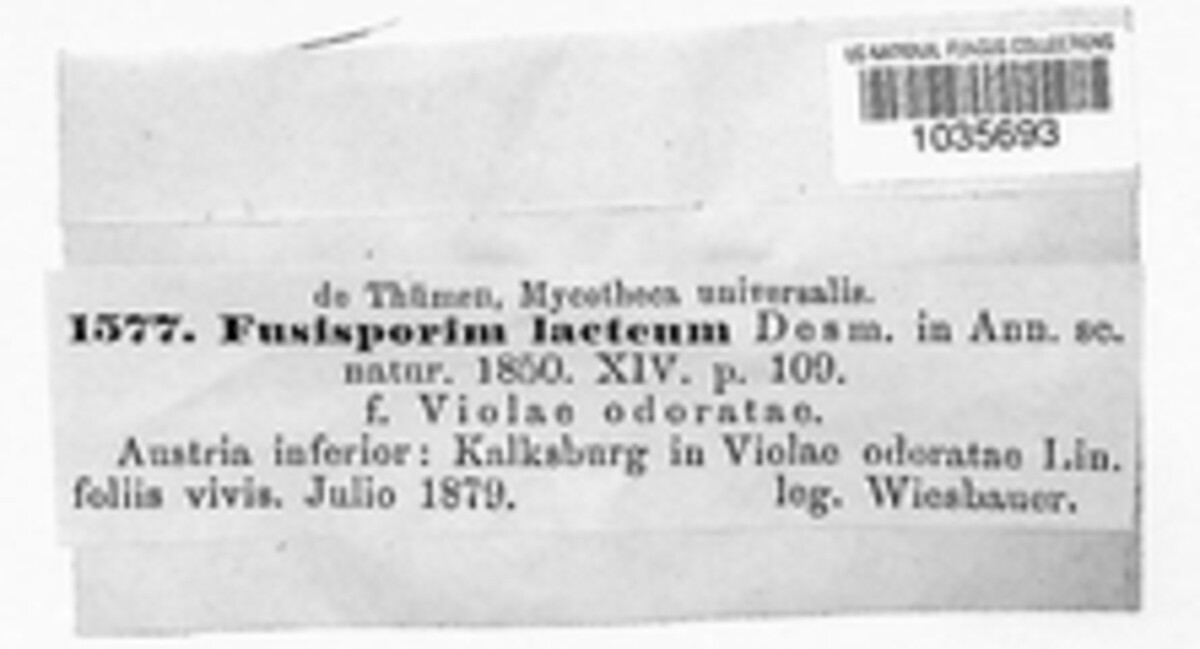 US NATIONAL FUNGUS COLLECTIONS
1035693
de Thümen, Mycotheca universalis.
1577. Fusisporim lacteum Desm. in Ann. sc.
natur. 1850. XIV. p. 109.
f. Violae odoratae.
Austria inferior: Kalksburg in Violae odoratae Lin.
foliis vivis. Julio 1879. leg. Wiesbauer.